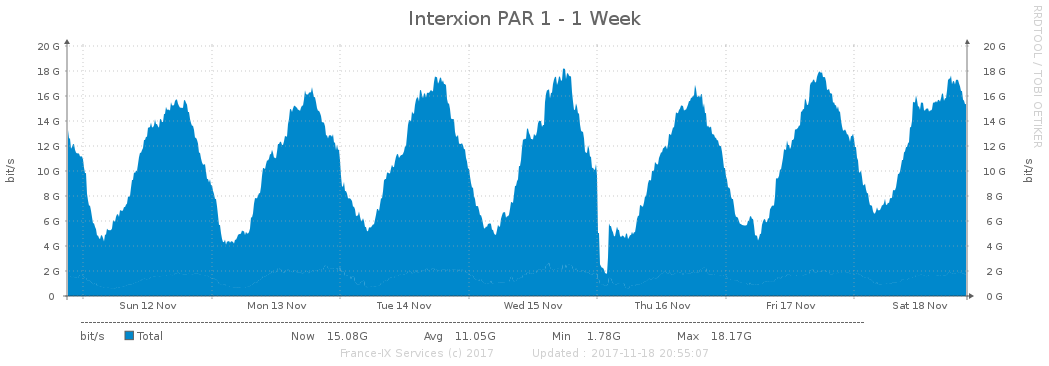 Interxion PAR 1 - 1 Week
RRDTOOL / TOBI OETIKER
20 G 20 G
18 G 18 G
16 G 16 G
14 G 14 G
12 G 12 G
10 G 10 G
8 G 8 G
6 G 6 G
4 G 4 G
2 G 2 G
0 0 G
bit/s bit/s
Sun 12 Nov Mon 13 Nov Tue 14 Nov Wed 15 Nov Thu 16 Nov Fri 17 Nov Sat 18 Nov
bit/s Total Now 15.08G Avg 11.05G Min 1.78G Max 18.17G
France-IX Services (c) 2017 Updated : 2017-11-18 20:55:07